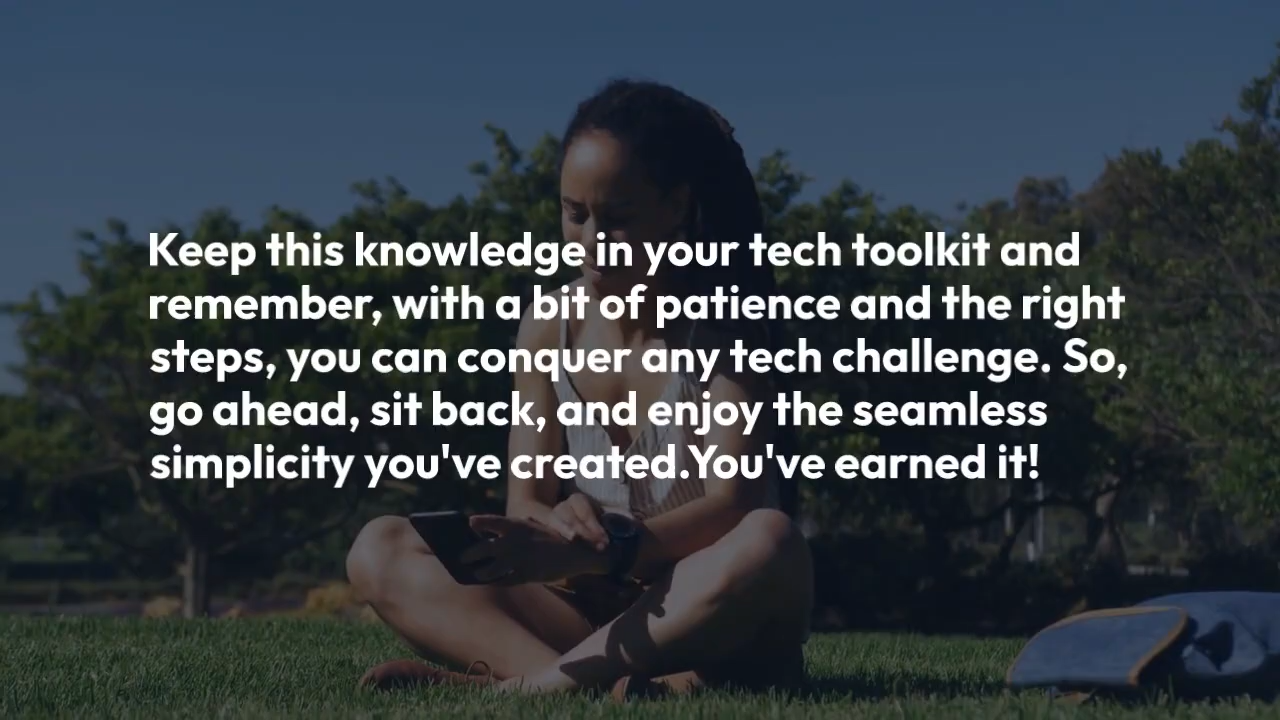 Keep this knowledge in your tech toolkit and
remember, with a bit of patience and the right
steps, you can conquer any tech challenge. So,
go ahead, sit back, and enjoy the seamless
simplicity you've created.You've earned it!